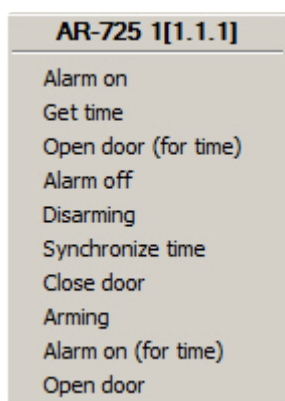 AR-725 1[1.1.1]
Alarm on
Get time
Open door (for time)
Alarm off
Disarming
Synchronize time
Close door
Arming
Alarm on (for time)
Open door